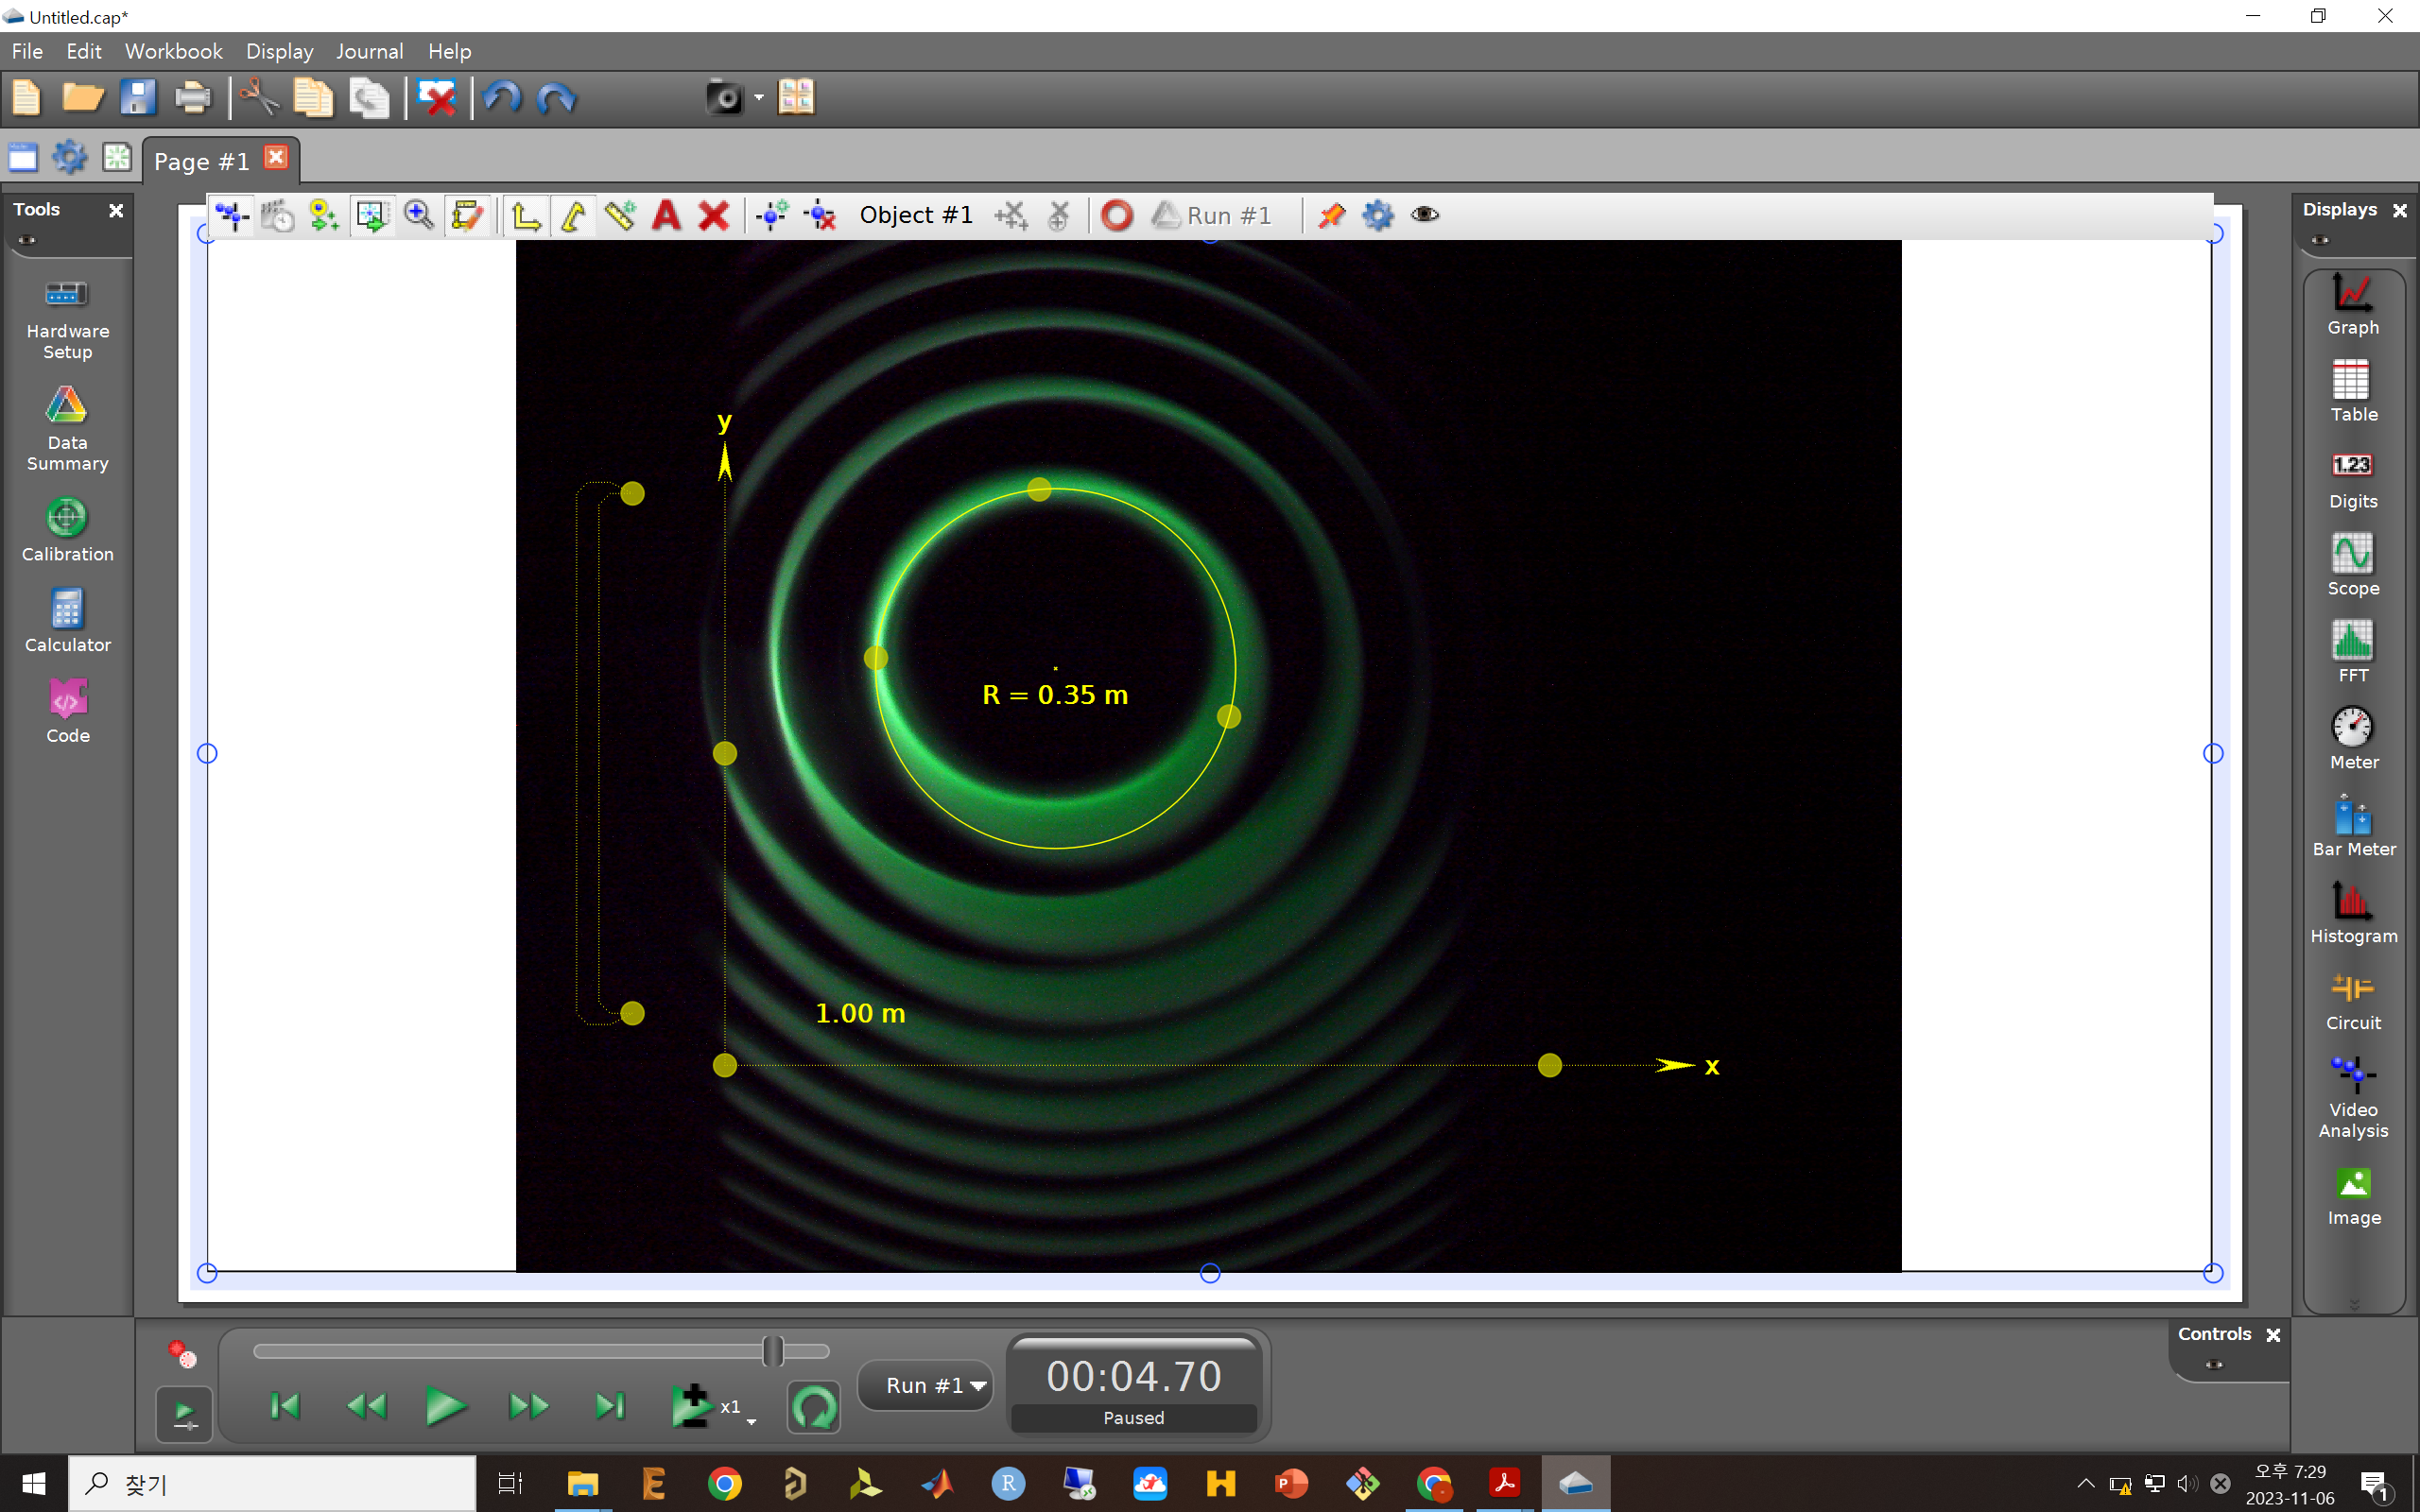 Untitled.cap*
File Edit Workbook Display Journal Help
Page #1
Tools
Object #1
Run #1
Displays
Hardware
Setup
Data
Summary
Calibration
Calculator
Code
y
R = 0.35 m
1.00 m
x
Graph
Table
1.23
Digits
Scope
FFT
Meter
Bar Meter
Histogram
Circuit
Video
Analysis
Image
Controls
x1
Run #1
00:04.70
Paused
찾기
오후 7:29
2023-11-06
1